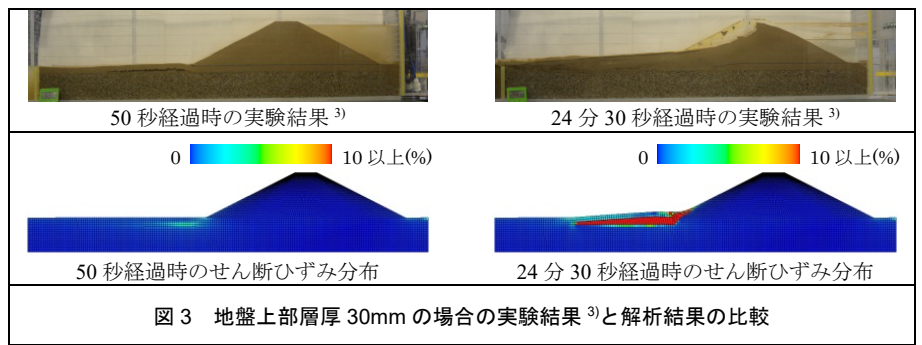 50 秒経過時の実験結果 3)
24 分 30 秒経過時の実験結果 3)
0 10 以上(%)
0 10 以上(%)
50 秒経過時のせん断ひずみ分布
24 分 30 秒経過時のせん断ひずみ分布
図 3 地盤上部層厚 30mm の場合の実験結果 3)と解析結果の比較